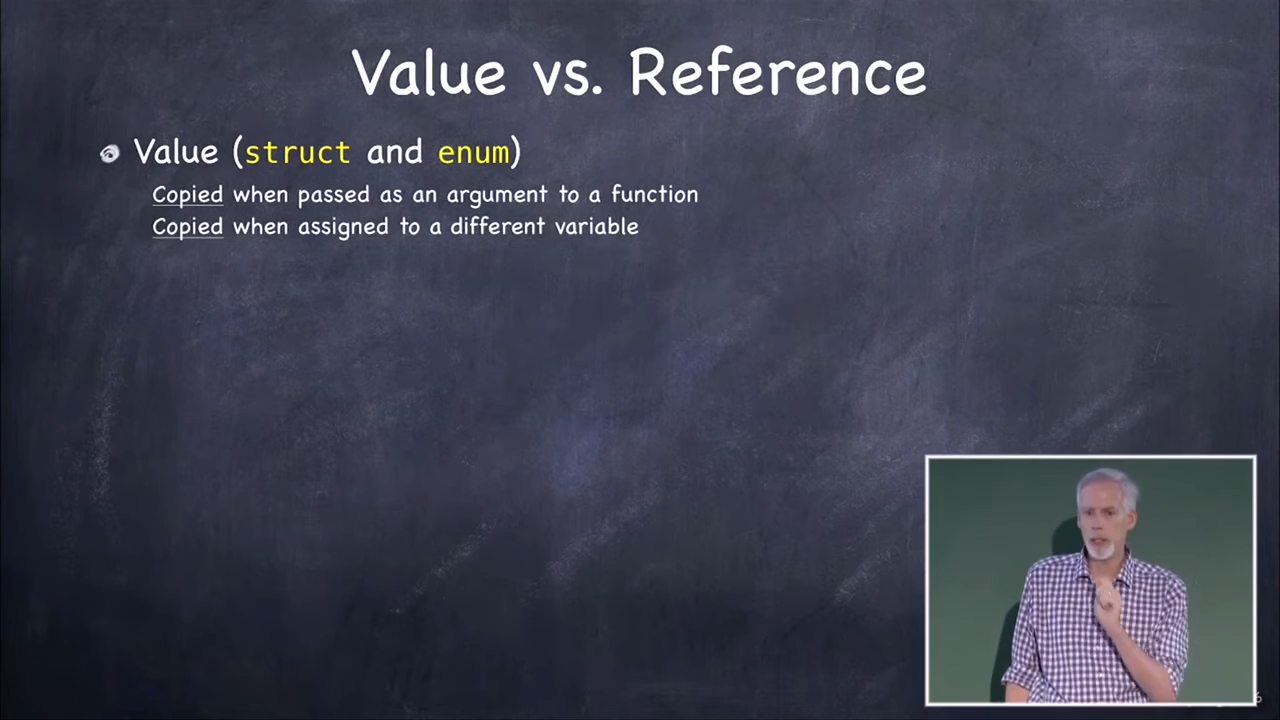 Value vs. Reference
Value (struct and enum)
Copied when passed as an argument to a function
Copied when assigned to a different variable